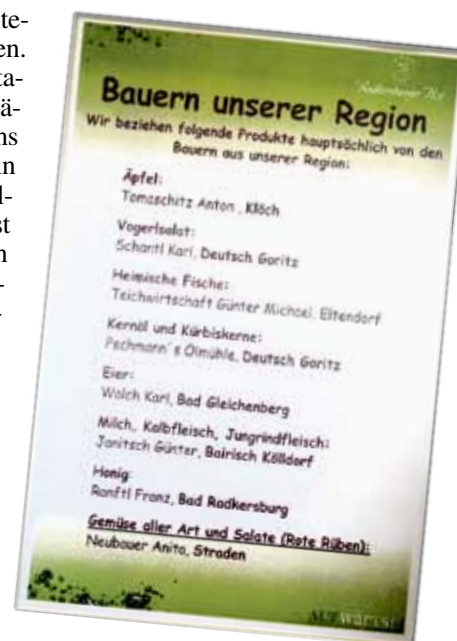 Bauern unserer Region
Wir beziehen folgende Produkte hauptsächlich von den
Bauern aus unserer Region:
Äpfel:
Tomaschitz Anton , Klöch
Vogerlsalat:
Schantl Karl, Deutsch Goritz
Heimische Fische:
Teichwirtschaft Günter Michael, Eltendorf
Kernöl und Kürbiskerne:
Pechmann´s Ölmühle, Deutsch Goritz
Eier:
Walch Karl, Bad Gleichenberg
Milch, Kalbfleisch, Jungrindfleisch:
Janitsch Günter, Bairisch Kölldorf
Honig:
Ranftl Franz, Bad Radkersburg
Gemüse aller Art und Salate (Rote Rüben):
Neubauer Anita, Straden